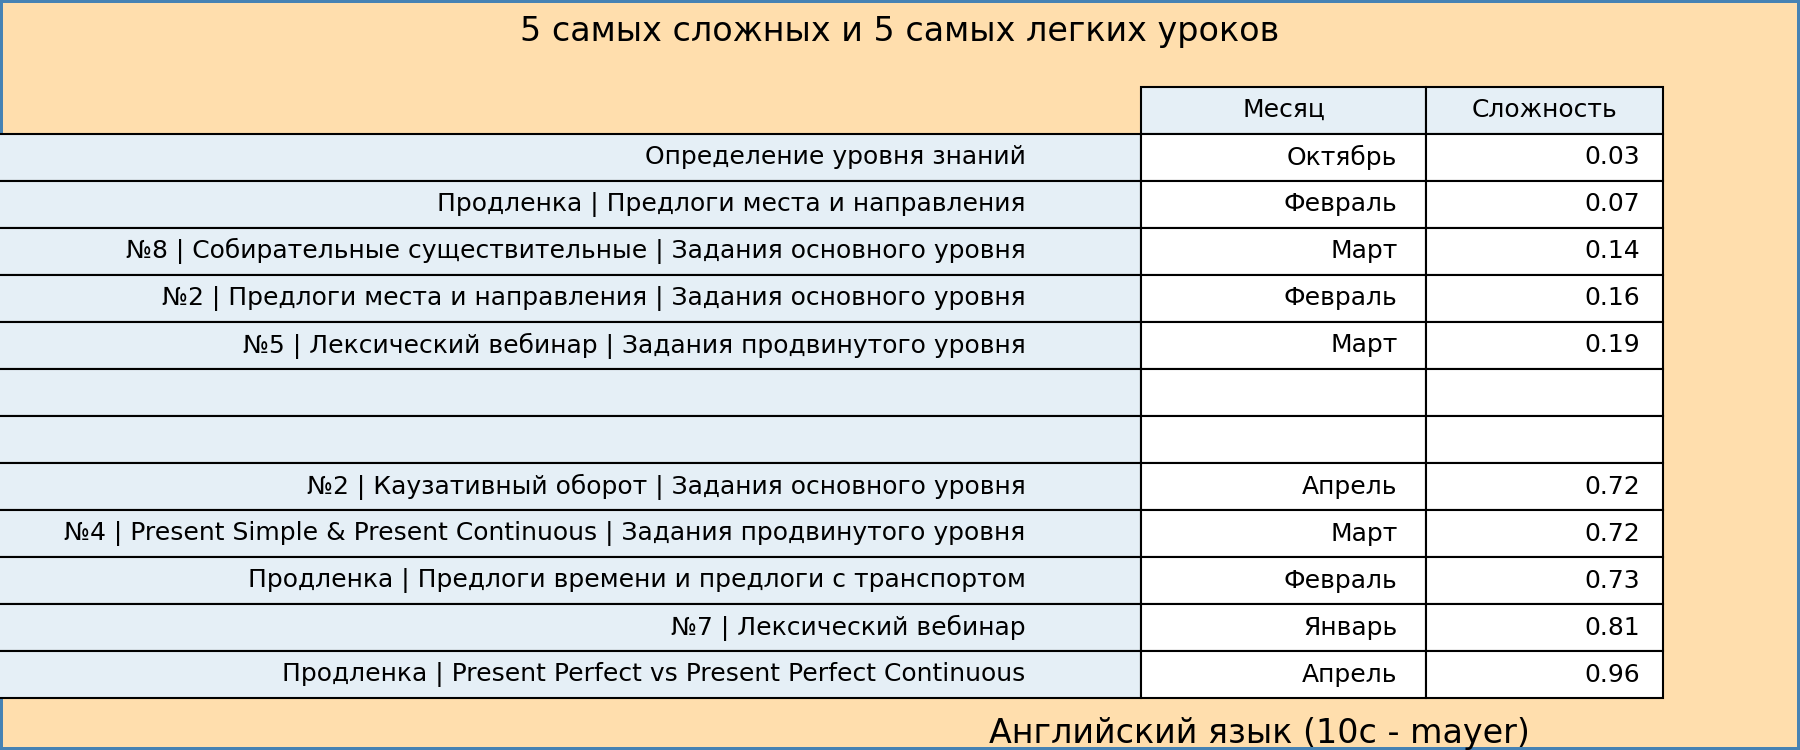 5 самых сложных и 5 самых легких уроков
Месяц Сложность
Определение уровня знаний Октябрь 0.03
Продленка | Предлоги места и направления Февраль 0.07
№8 | Собирательные существительные | Задания основного уровня Март 0.14
№2 | Предлоги места и направления | Задания основного уровня Февраль 0.16
№5 | Лексический вебинар | Задания продвинутого уровня Март 0.19
№2 | Каузативный оборот | Задания основного уровня Апрель 0.72
№4 | Present Simple & Present Continuous | Задания продвинутого уровня Март 0.72
Продленка | Предлоги времени и предлоги с транспортом Февраль 0.73
№7 | Лексический вебинар Январь 0.81
Продленка | Present Perfect vs Present Perfect Continuous Апрель 0.96
Английский язык (10c - mayer)